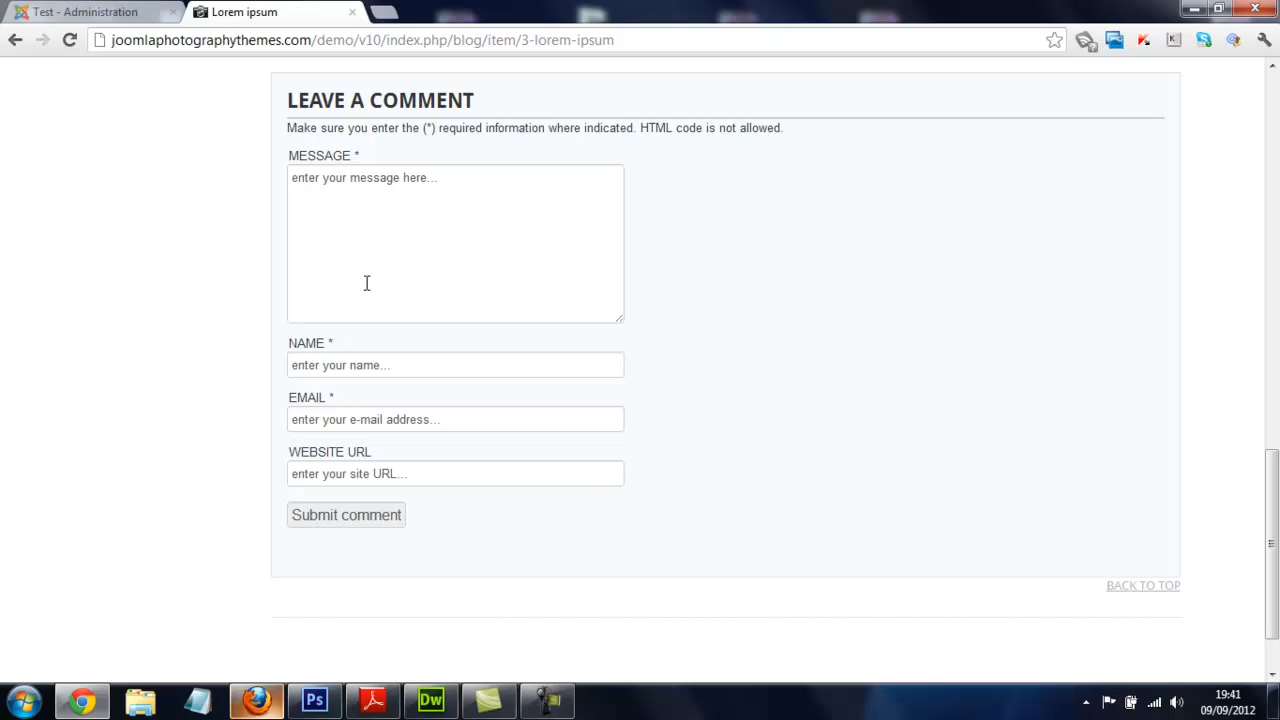 Test - Administration
Lorem ipsum
joomlaphotographythemes.com/demo/v10/index.php/blog/item/3-lorem-ipsum
LEAVE A COMMENT
Make sure you enter the (*) required information where indicated. HTML code is not allowed.
MESSAGE *
enter your message here...
NAME *
enter your name...
EMAIL *
enter your e-mail address...
WEBSITE URL
enter your site URL...
Submit comment
BACK TO TOP
Ps
Dw
19:41
09/09/2012